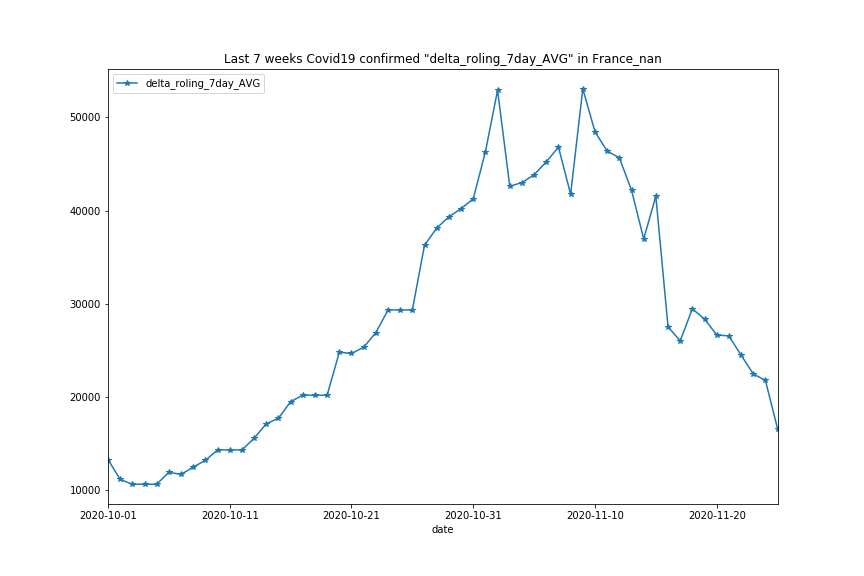 Last 7 weeks Covid19 confirmed "delta_roling_7day_AVG" in France_nan
delta_roling_7day_AVG
50000
40000
30000
20000
10000
2020-10-01 2020-10-11 2020-10-21 2020-10-31 2020-11-10 2020-11-20
date